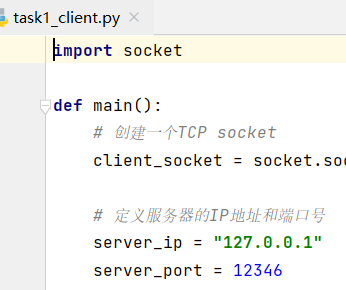 task1_client.py
import socket
def main():
# 创建一个TCP socket
client_socket = socket.soc
# 定义服务器的IP地址和端口号
server_ip = "127.0.0.1"
server_port = 12346